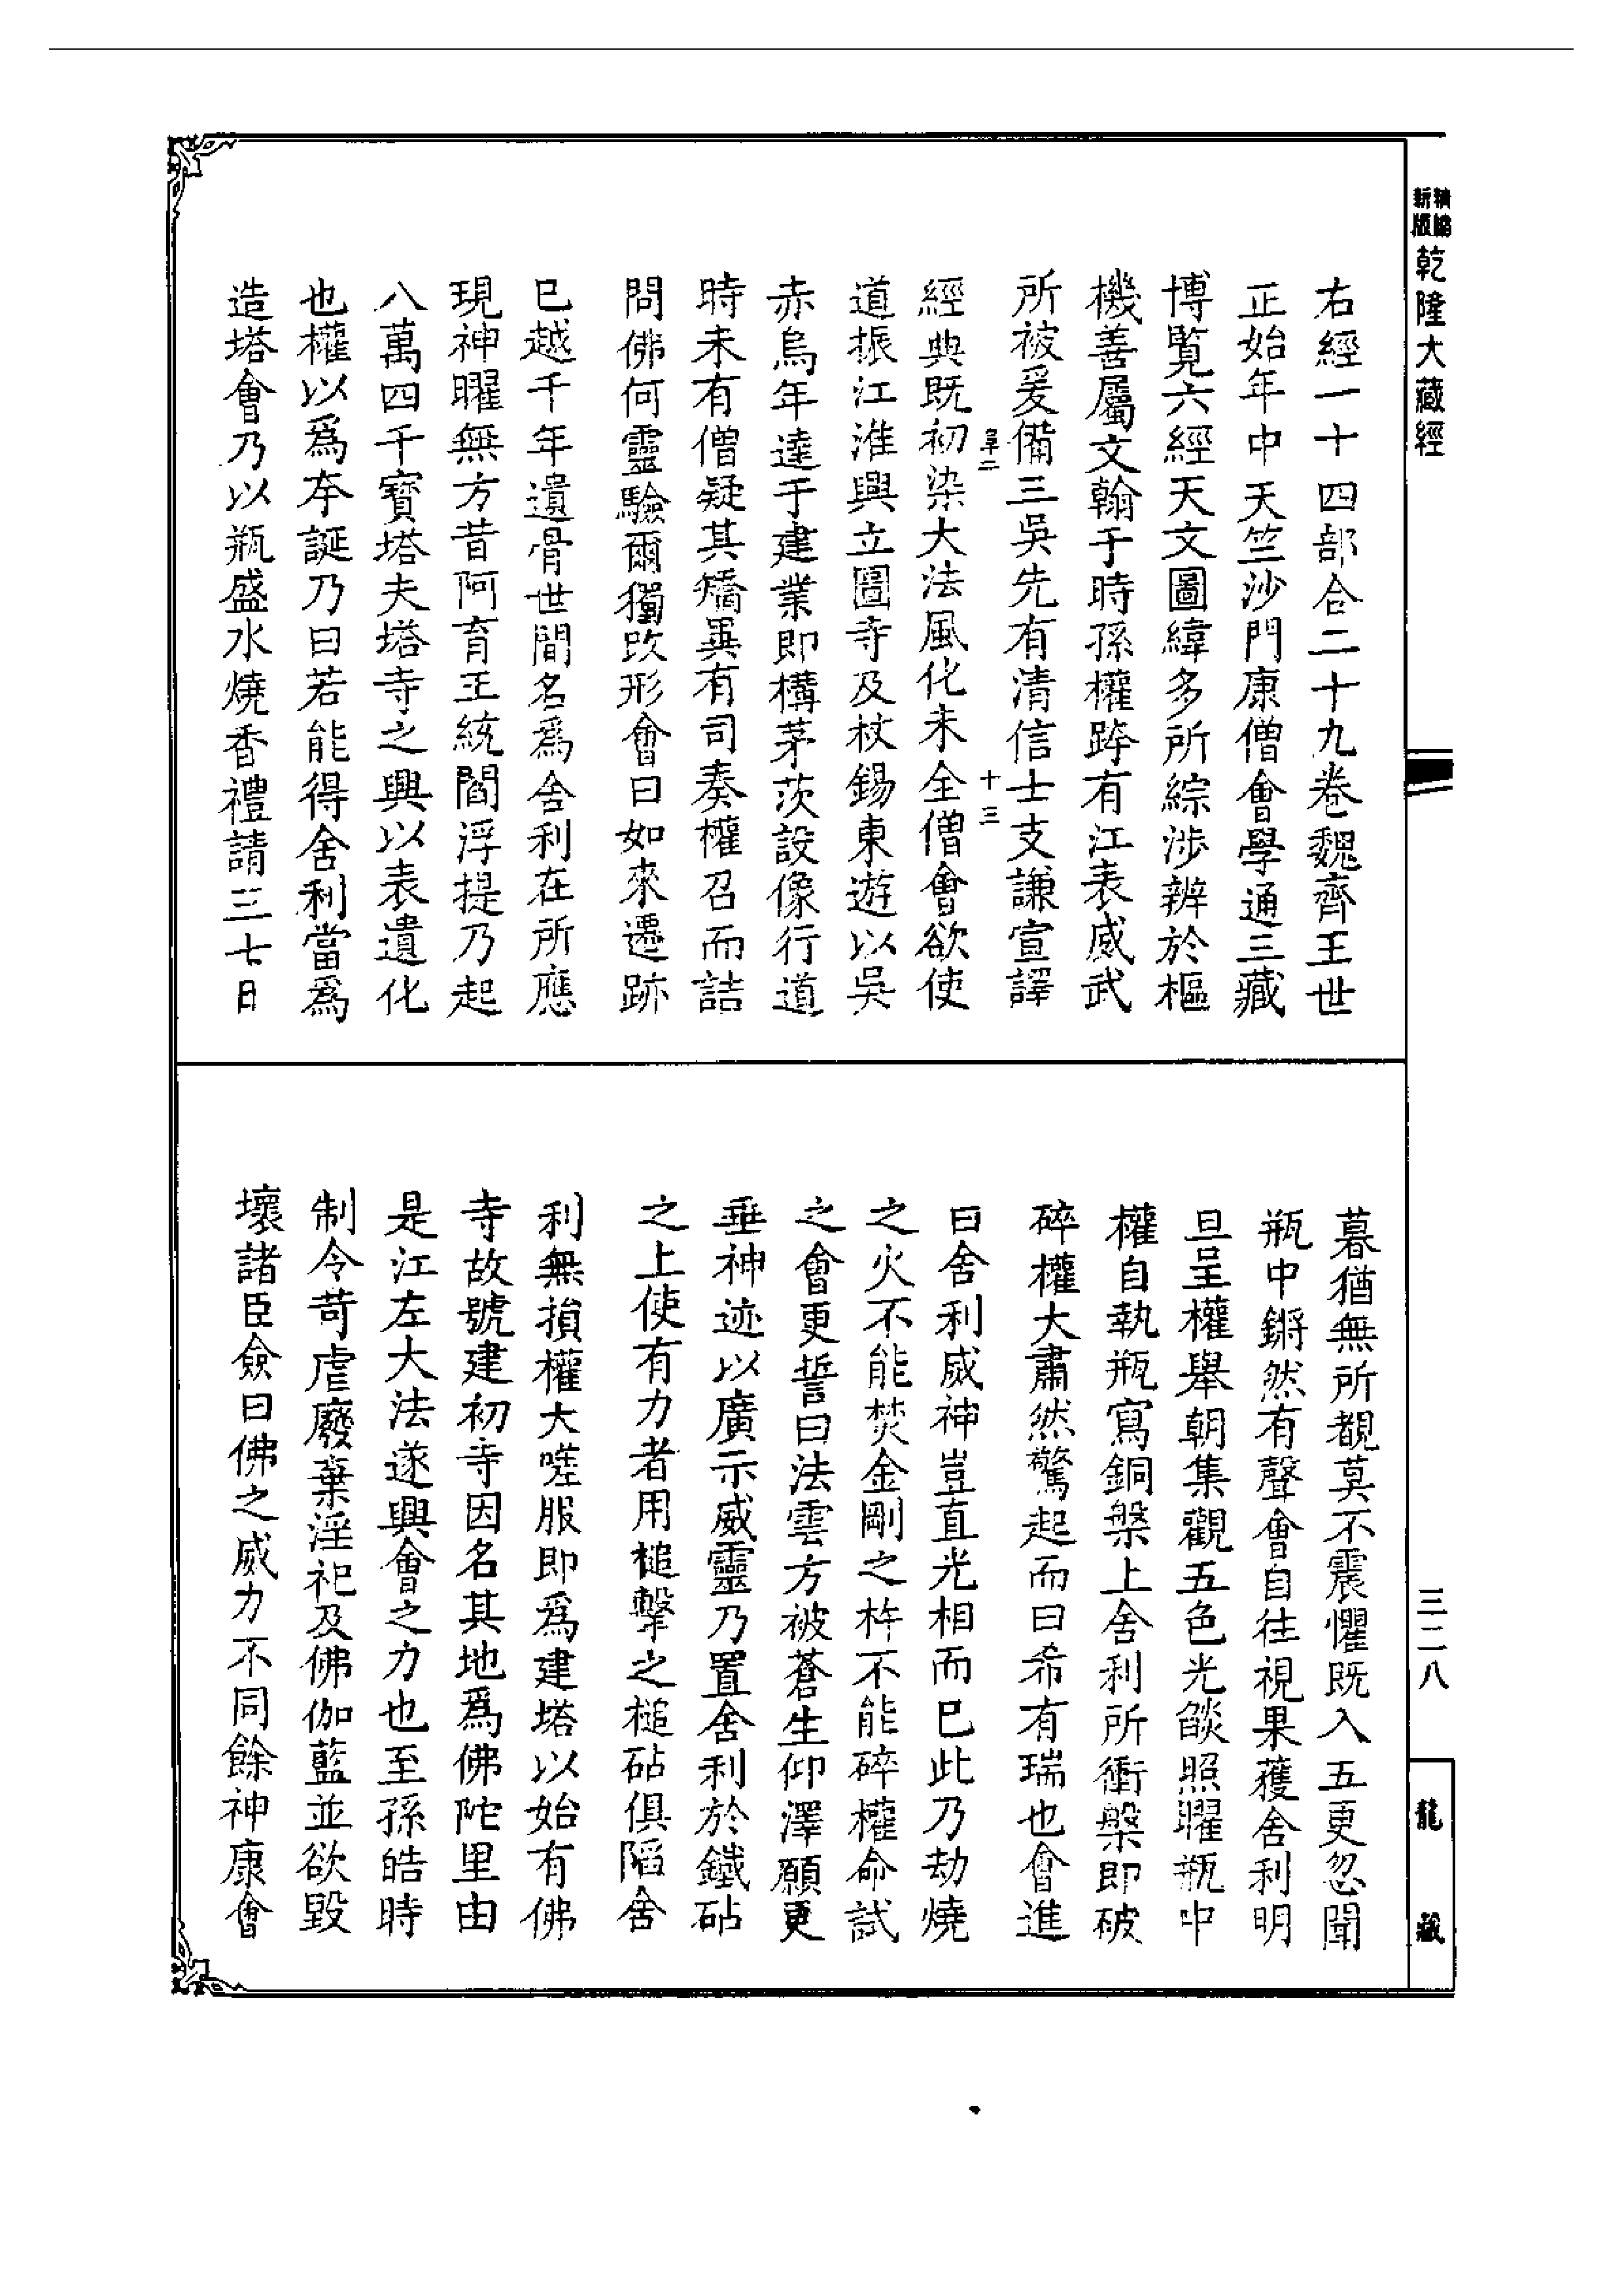 新版精縮
乾隆大藏經
右經一十四部合二十九卷魏齊王世
正始年中天竺沙門康僧會學通三藏
博覽六經天文圖緯多所綜涉辨於樞
機善屬文翰于時孫權跨有江表威武
所被爰備三吳先有清信士支謙宣譯
十三
經典既初染大法風化未全僧會欲使
道振江淮興立圖寺及杖錫東遊以吳
赤烏年達于建業即構茅茨設像行道
時未有僧疑其矯異有司奏權召而詰
問佛何靈驗爾獨改形會曰如來遷跡
已越千年遺骨世間名為舍利在所應
現神曜無方昔阿育王統閻浮提乃起
八萬四千寶塔夫塔寺之興以表遺化
也權以為夸誕乃曰若能得舍利當為
造塔會乃以瓶盛水燒香禮請三七日
暮猶無所覩莫不震懼既入五更忽聞
瓶中鏘然有聲會自往視果獲舍利明
旦呈權舉朝集觀五色光燄照曜瓶中
權自執瓶寫銅槃上舍利所衝槃即破
碎權大肅然驚起而曰希有瑞也會進
曰舍利威神豈直光相而已此乃劫燒
之火不能焚金剛之杵不能碎權命試
之會更誓曰法雲方被蒼生仰澤願更
垂神迹以廣示威靈乃置舍利於鐵砧
之上使有力者用槌擊之槌砧俱陷舍
利無損權大嗟服即為建塔以始有佛
寺故號建初寺因名其地為佛陀里由
是江左大法遂興會之力也至孫皓時
制令苛虐廢棄淫祀及佛伽藍並欲毀
壞諸臣僉曰佛之威力不同餘神康會
三二八
龍藏